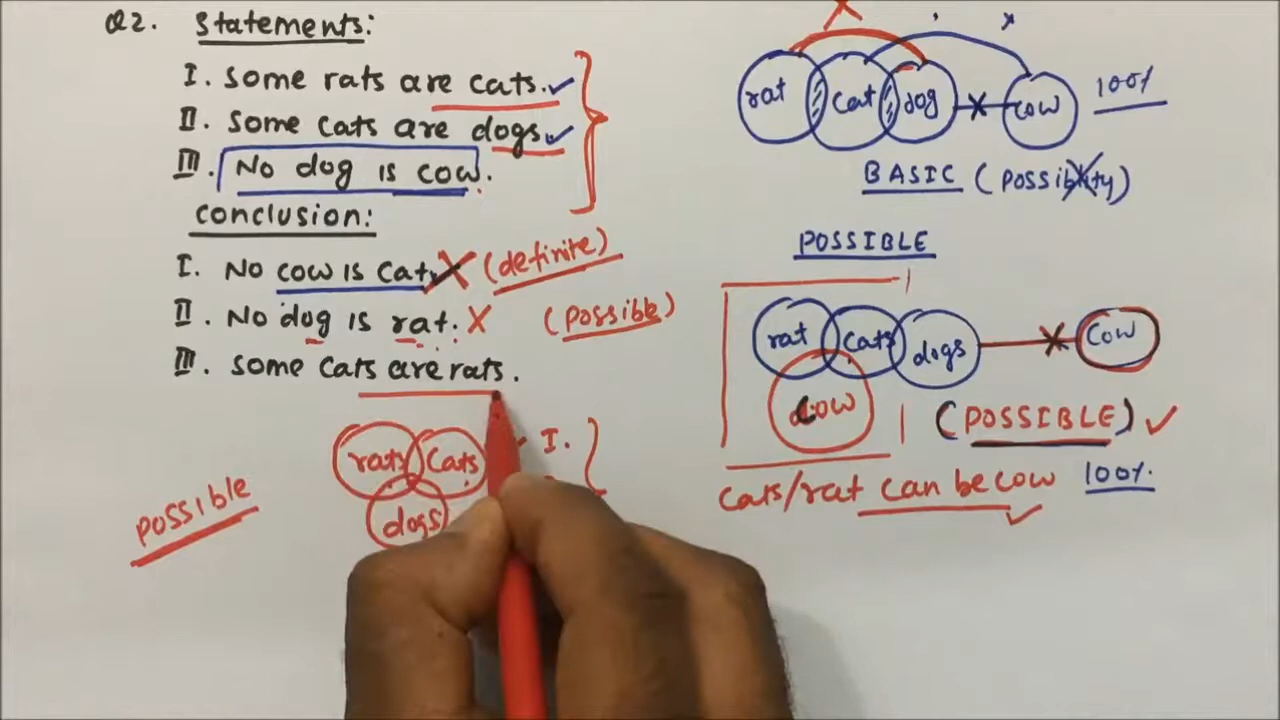 Q2. Statements:
I. Some rats are cats.
II. Some cats are dogs.
III. No dog is cow.
conclusion:
I. No cow is cat. (definite)
II. No dog is rat. (possible)
III. some cats are rats.
rats cats I.
dogs
possible
rat cat dog cow 100%
BASIC (possibility)
POSSIBLE
rat cats dogs cow
cow
(POSSIBLE)
cats/rat can be cow 100%.